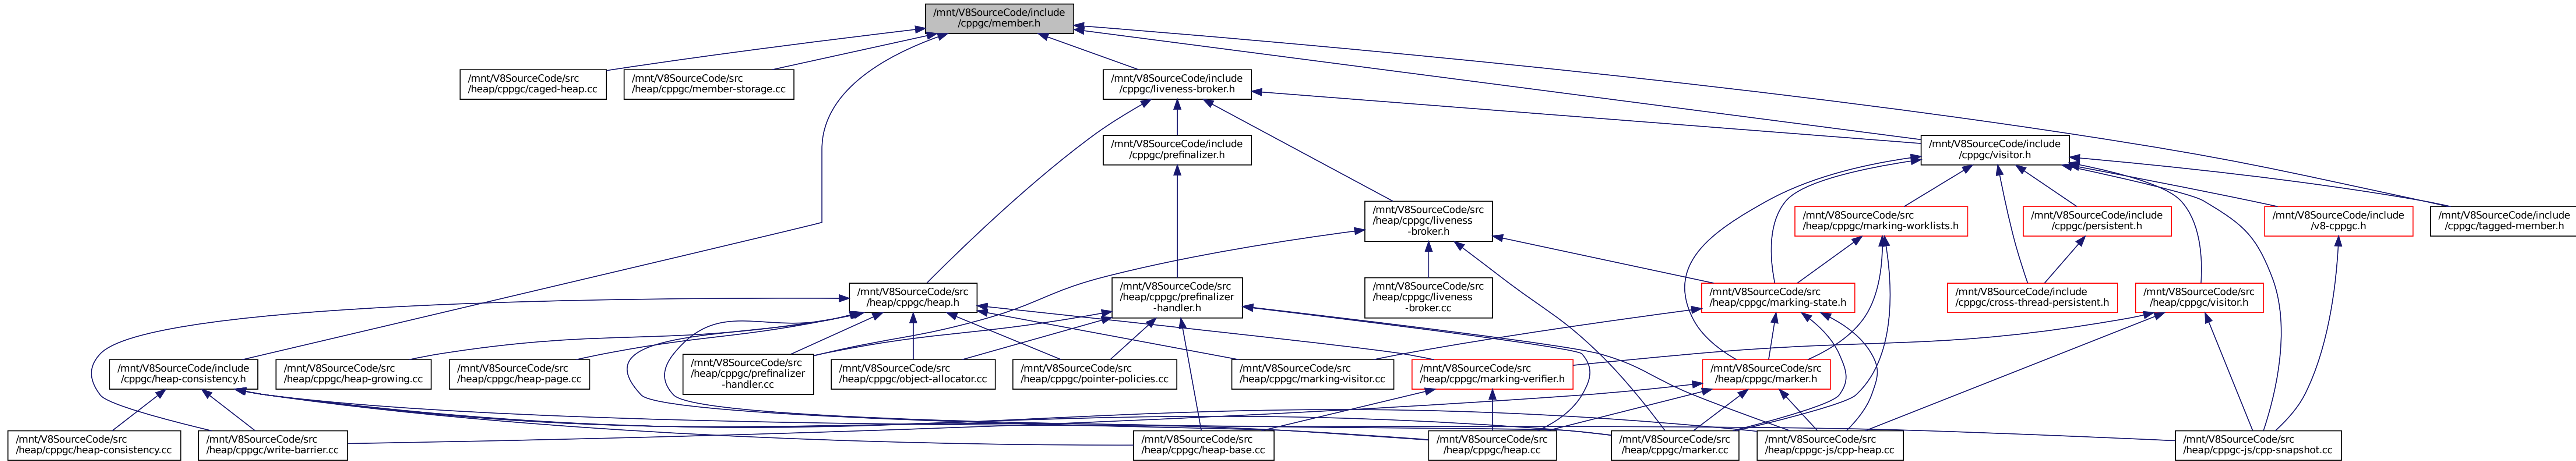 /mnt/V8SourceCode/include
/cppgc/member.h
/mnt/V8SourceCode/src
/heap/cppgc/caged-heap.cc
/mnt/V8SourceCode/src
/heap/cppgc/member-storage.cc
/mnt/V8SourceCode/include
/cppgc/liveness-broker.h
/mnt/V8SourceCode/include
/cppgc/prefinalizer.h
/mnt/V8SourceCode/include
/cppgc/visitor.h
/mnt/V8SourceCode/src
/heap/cppgc/liveness
-broker.h
/mnt/V8SourceCode/src
/heap/cppgc/marking-worklists.h
/mnt/V8SourceCode/include
/cppgc/persistent.h
/mnt/V8SourceCode/include
/v8-cppgc.h
/mnt/V8SourceCode/include
/cppgc/tagged-member.h
/mnt/V8SourceCode/src
/heap/cppgc/heap.h
/mnt/V8SourceCode/src
/heap/cppgc/prefinalizer
-handler.h
/mnt/V8SourceCode/src
/heap/cppgc/liveness
-broker.cc
/mnt/V8SourceCode/src
/heap/cppgc/marking-state.h
/mnt/V8SourceCode/include
/cppgc/cross-thread-persistent.h
/mnt/V8SourceCode/src
/heap/cppgc/visitor.h
/mnt/V8SourceCode/include
/cppgc/heap-consistency.h
/mnt/V8SourceCode/src
/heap/cppgc/heap-growing.cc
/mnt/V8SourceCode/src
/heap/cppgc/heap-page.cc
/mnt/V8SourceCode/src
/heap/cppgc/prefinalizer
-handler.cc
/mnt/V8SourceCode/src
/heap/cppgc/object-allocator.cc
/mnt/V8SourceCode/src
/heap/cppgc/pointer-policies.cc
/mnt/V8SourceCode/src
/heap/cppgc/marking-visitor.cc
/mnt/V8SourceCode/src
/heap/cppgc/marking-verifier.h
/mnt/V8SourceCode/src
/heap/cppgc/marker.h
/mnt/V8SourceCode/src
/heap/cppgc/heap-consistency.cc
/mnt/V8SourceCode/src
/heap/cppgc/write-barrier.cc
/mnt/V8SourceCode/src
/heap/cppgc/heap-base.cc
/mnt/V8SourceCode/src
/heap/cppgc/heap.cc
/mnt/V8SourceCode/src
/heap/cppgc/marker.cc
/mnt/V8SourceCode/src
/heap/cppgc-js/cpp-heap.cc
/mnt/V8SourceCode/src
/heap/cppgc-js/cpp-snapshot.cc